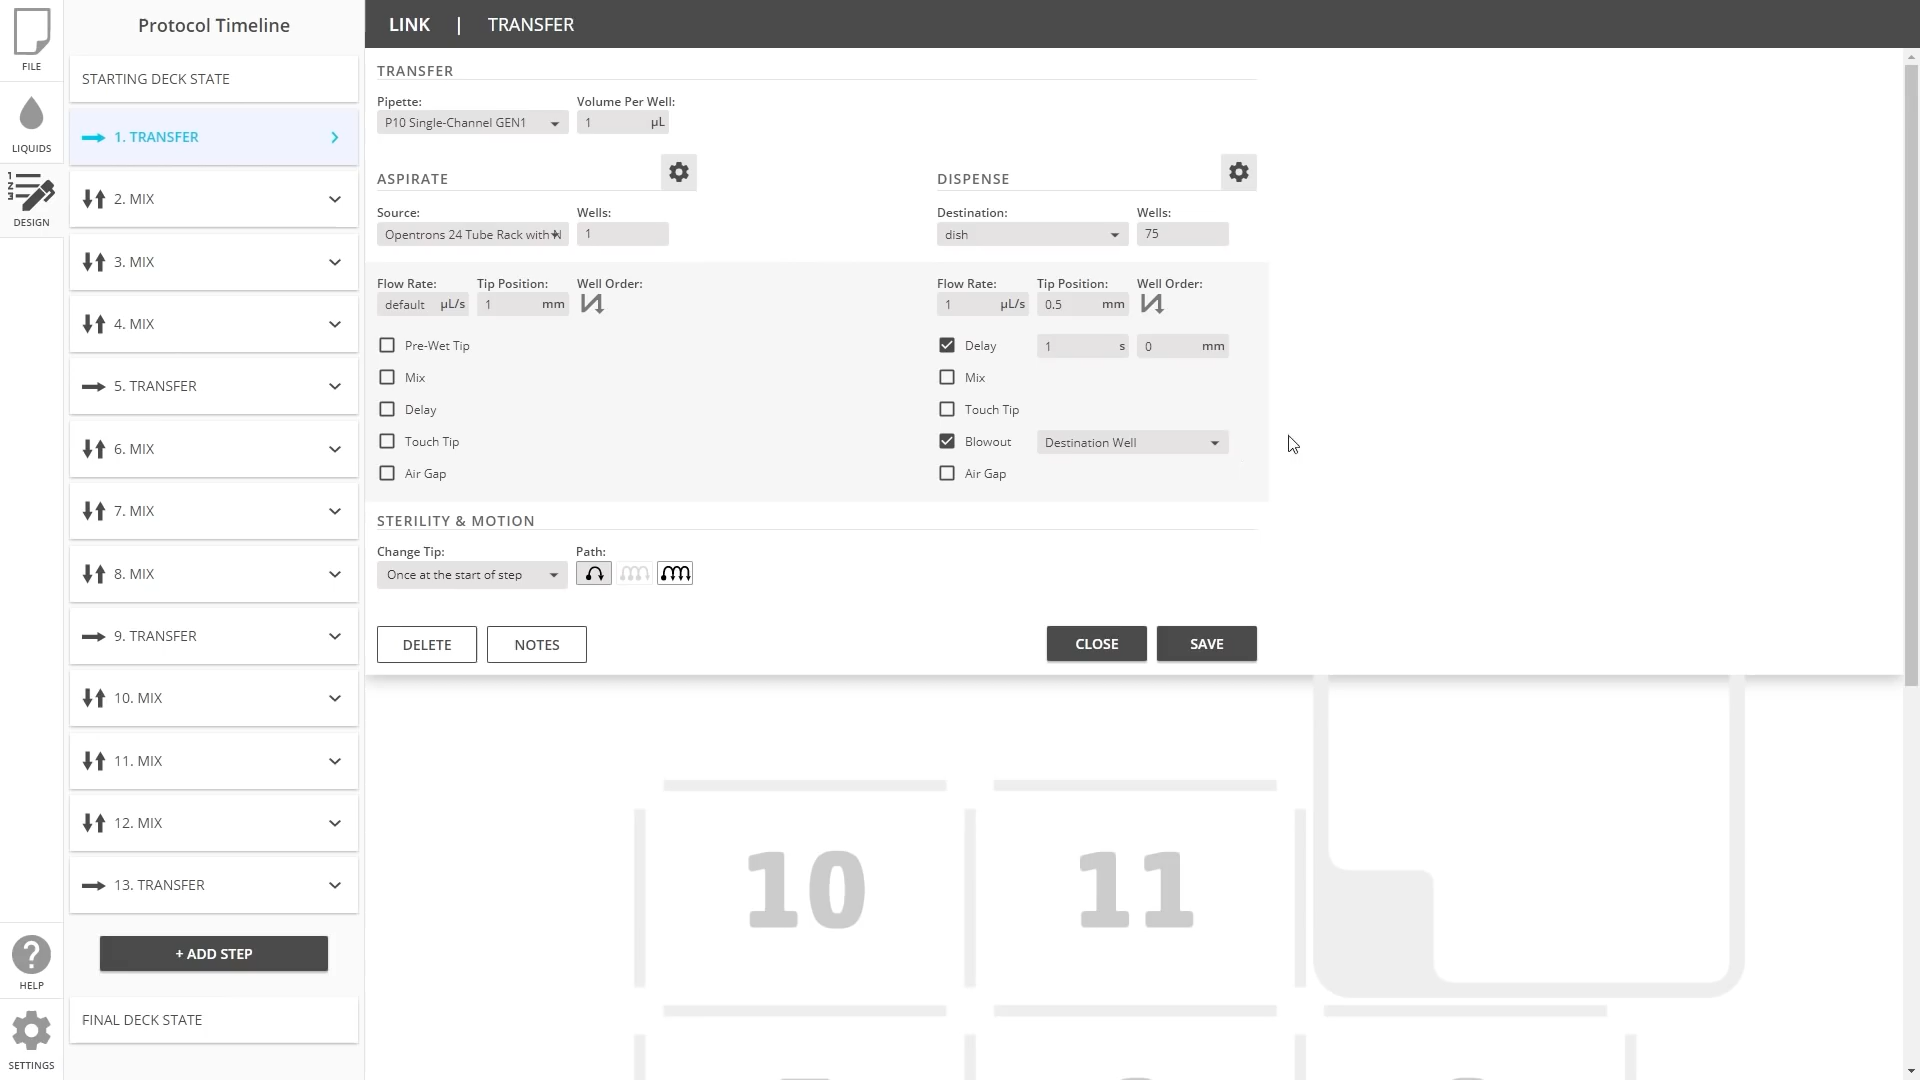 FILE
LIQUIDS
DESIGN
HELP
SETTINGS
Protocol Timeline
STARTING DECK STATE
1. TRANSFER
2. MIX
3. MIX
4. MIX
5. TRANSFER
6. MIX
7. MIX
8. MIX
9. TRANSFER
10. MIX
11. MIX
12. MIX
13. TRANSFER
+ ADD STEP
FINAL DECK STATE
LINK | TRANSFER
TRANSFER
Pipette: Volume Per Well:
P10 Single-Channel GEN1 1 µL
ASPIRATE
Source: Wells:
Opentrons 24 Tube Rack with 1
Flow Rate: Tip Position: Well Order:
default µL/s 1 mm
Pre-Wet Tip
Mix
Delay
Touch Tip
Air Gap
DISPENSE
Destination: Wells:
dish 75
Flow Rate: Tip Position: Well Order:
1 µL/s 0.5 mm
Delay 1 s 0 mm
Mix
Touch Tip
Blowout Destination Well
Air Gap
STERILITY & MOTION
Change Tip: Path:
Once at the start of step
DELETE NOTES CLOSE SAVE
10 11